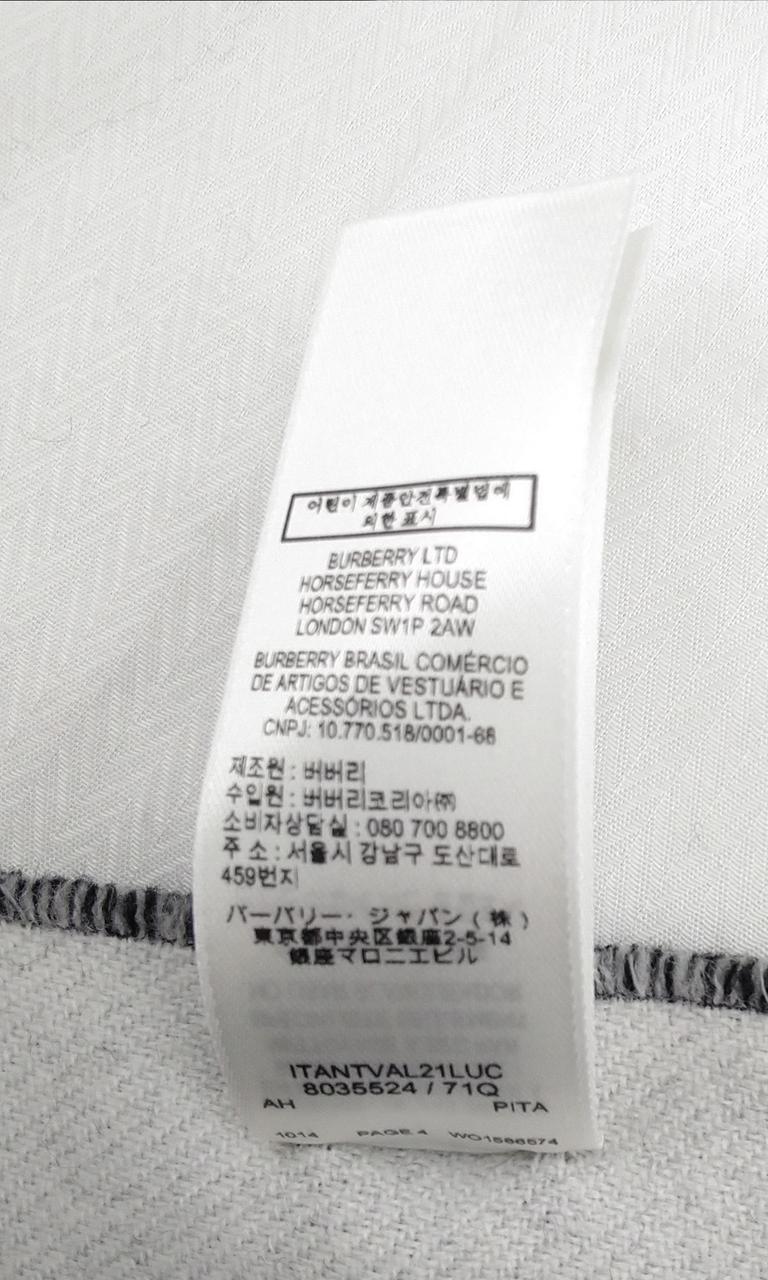 어린이 제품안전특별법에
의한 표시
BURBERRY LTD
HORSEFERRY HOUSE
HORSEFERRY ROAD
LONDON SW1P 2AW
BURBERRY BRASIL COMÉRCIO
DE ARTIGOS DE VESTUÁRIO E
ACESSÓRIOS LTDA.
CNPJ: 10.770.518/0001-66
제조원 : 버버리
수입원 : 버버리코리아㈜
소비자상담실 : 080 700 8800
주 소 : 서울시 강남구 도산대로
459번지
バーバリー・ジャパン(株)
東京都中央区銀座2-5-14
銀座マロニエビル
ITANTVAL21LUC
8035524 / 71Q
AH PITA
1014 PAGE 4 WO1566574